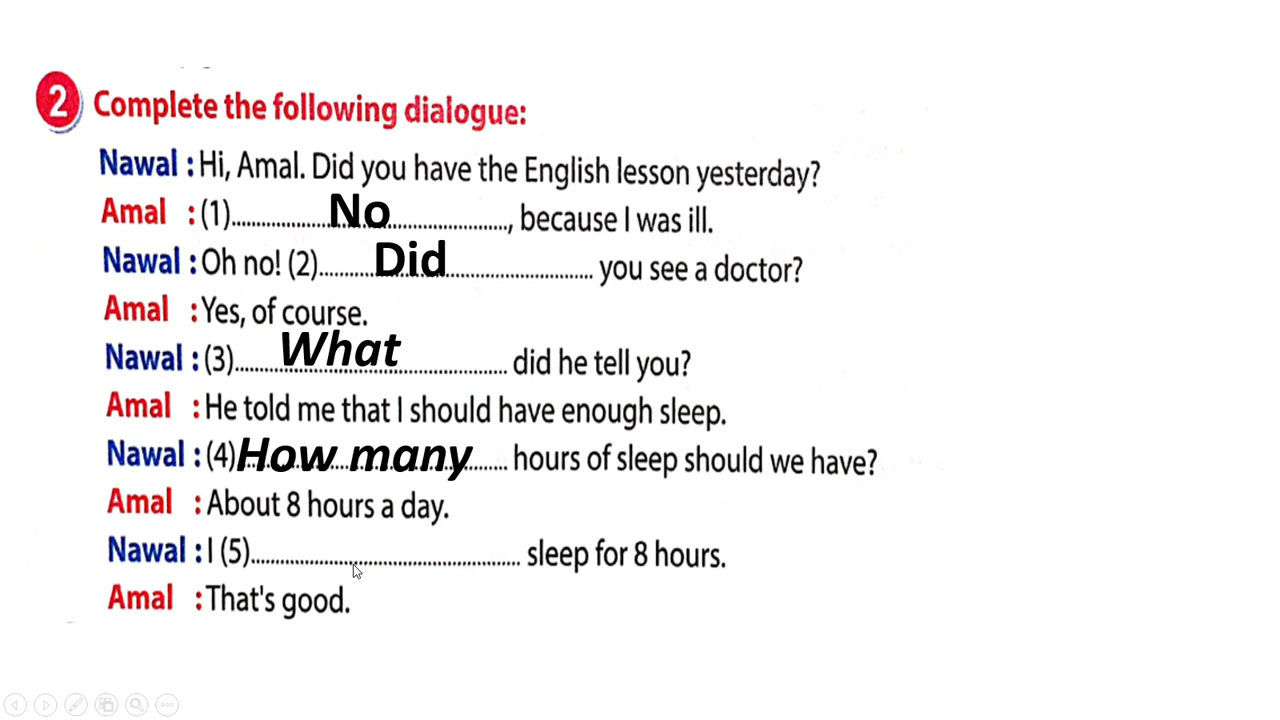 2 Complete the following dialogue:
Nawal : Hi, Amal. Did you have the English lesson yesterday?
Amal : (1)..........No.........., because I was ill.
Nawal : Oh no! (2)..........Did.......... you see a doctor?
Amal : Yes, of course.
Nawal : (3)..........What.......... did he tell you?
Amal : He told me that I should have enough sleep.
Nawal : (4) How many .......... hours of sleep should we have?
Amal : About 8 hours a day.
Nawal : I (5).................... sleep for 8 hours.
Amal : That's good.